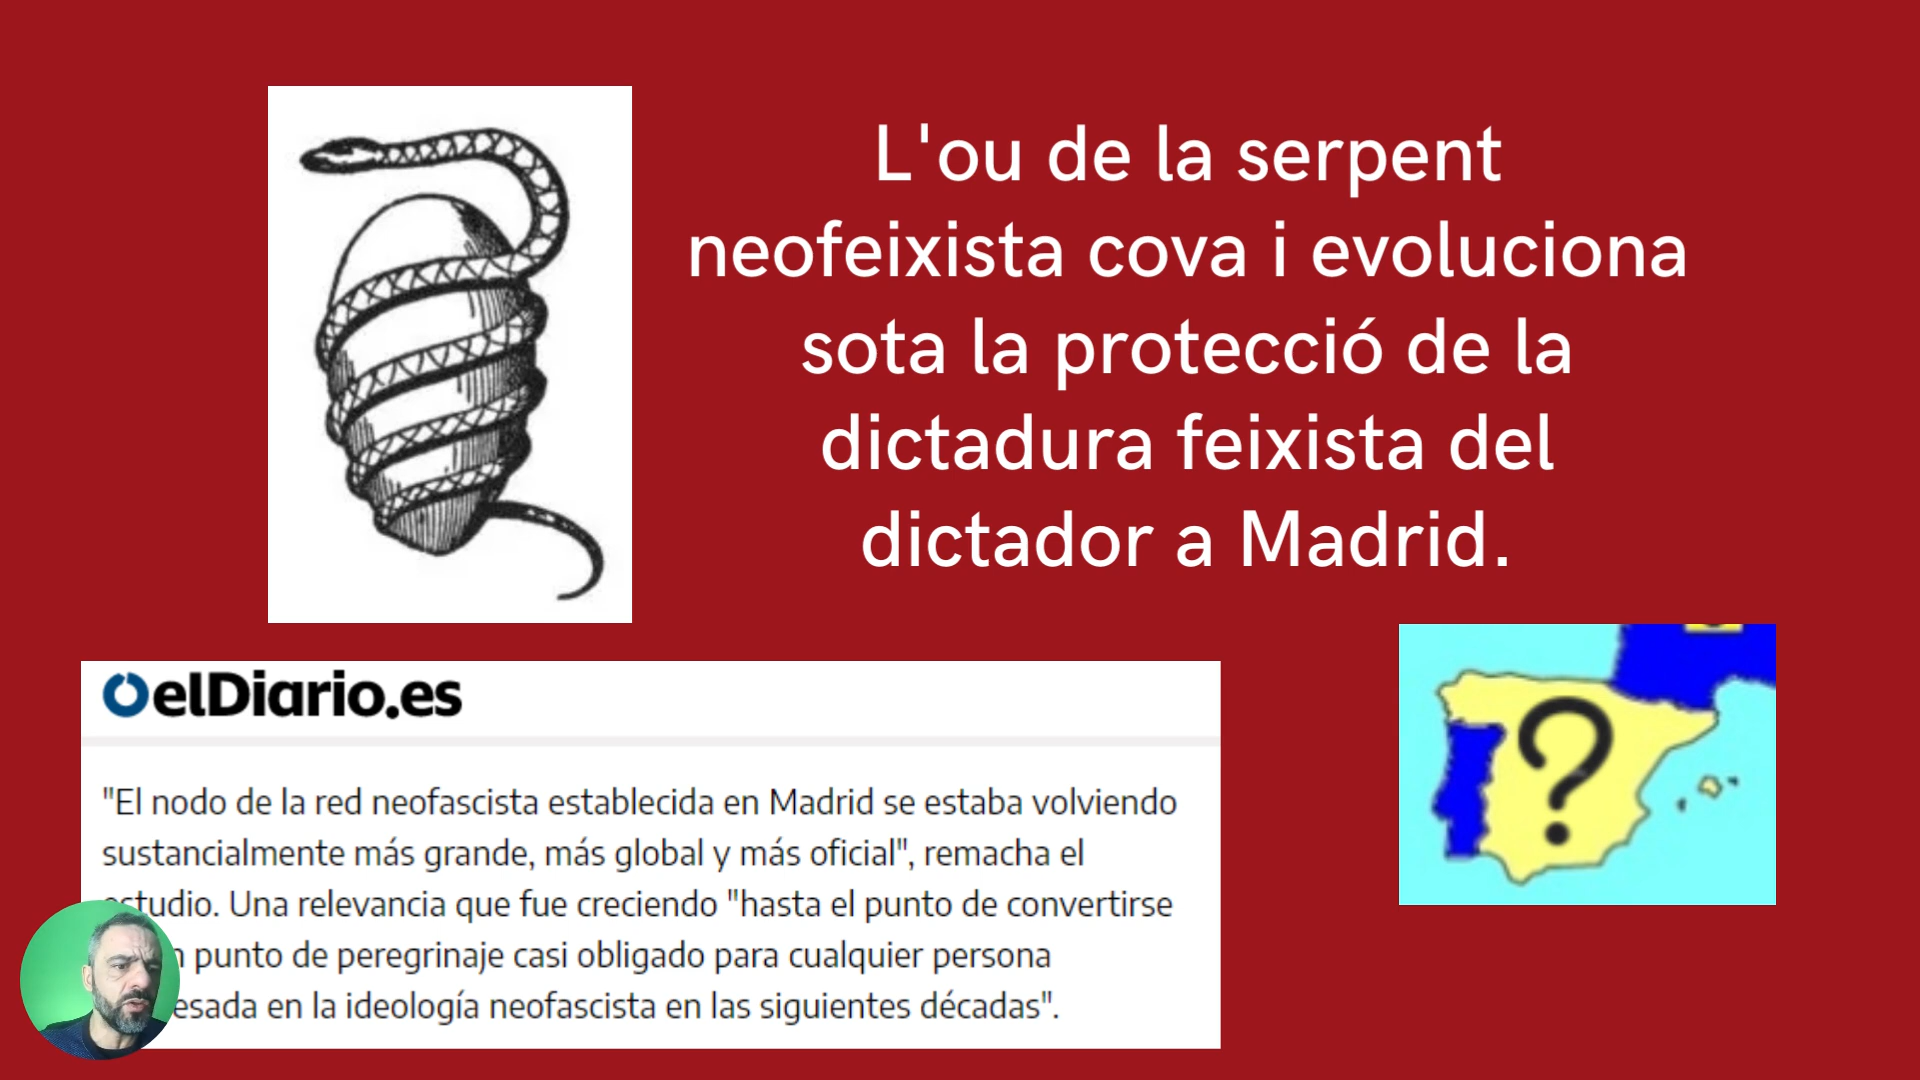 L'ou de la serpent
neofeixista cova i evoluciona
sota la protecció de la
dictadura feixista del
dictador a Madrid.
elDiario.es
"El nodo de la red neofascista establecida en Madrid se estaba volviendo
sustancialmente más grande, más global y más oficial", remacha el
estudio. Una relevancia que fue creciendo "hasta el punto de convertirse
punto de peregrinaje casi obligado para cualquier persona
en la ideología neofascista en las siguientes décadas".
?